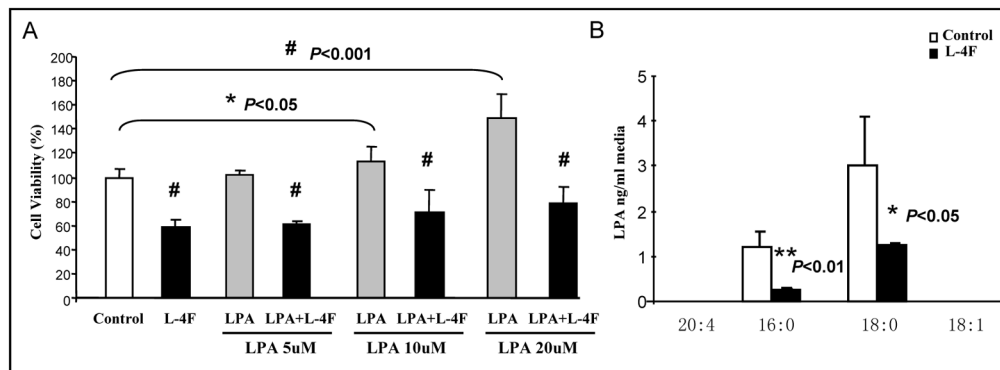 A
Cell Viability (%)
200
180
160
140
120
100
80
60
40
20
0
# P<0.001
* P<0.05
#
#
#
#
Control L-4F LPA LPA+L-4F LPA LPA+L-4F LPA LPA+L-4F
LPA 5uM LPA 10uM LPA 20uM
B
Control
L-4F
LPA ng/ml media
5
4
3
2
1
0
**
P<0.01
* P<0.05
20:4 16:0 18:0 18:1